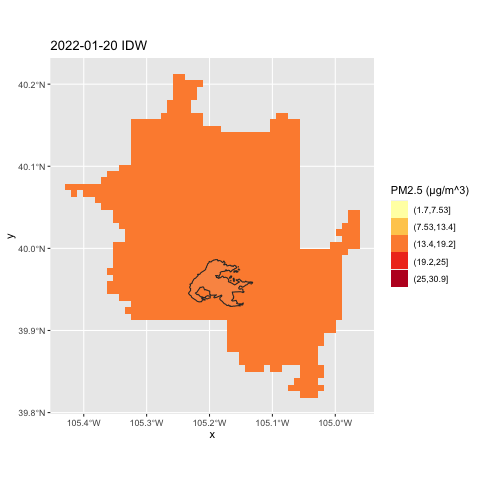 2022-01-20 IDW
40.2°N
40.1°N
40.0°N
39.9°N
39.8°N
y
105.4°W 105.3°W 105.2°W 105.1°W 105.0°W
x
PM2.5 (µg/m^3)
(1.7,7.53]
(7.53,13.4]
(13.4,19.2]
(19.2,25]
(25,30.9]